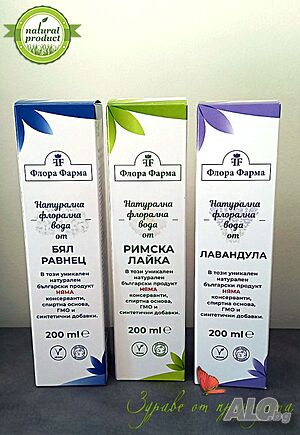 natural
product
Флора Фарма
Натурална
флорална
вода
от
БЯЛ
РАВНЕЦ
В този уникален
натурален
български продукт
НЯМА
консерванти,
спиртна основа,
ГМО и
синтетични добавки.
200 ml e
Флора Фарма
Натурална
флорална
вода
от
РИМСКА
ЛАЙКА
В този уникален
натурален
български продукт
НЯМА
консерванти,
спиртна основа,
ГМО и
синтетични добавки.
200 ml e
Флора Фарма
Натурална
флорална
вода
от
ЛАВАНДУЛА
В този уникален
натурален
български продукт
НЯМА
консерванти,
спиртна основа,
ГМО и
синтетични добавки.
200 ml e
Здраве от природата
ALO.bg